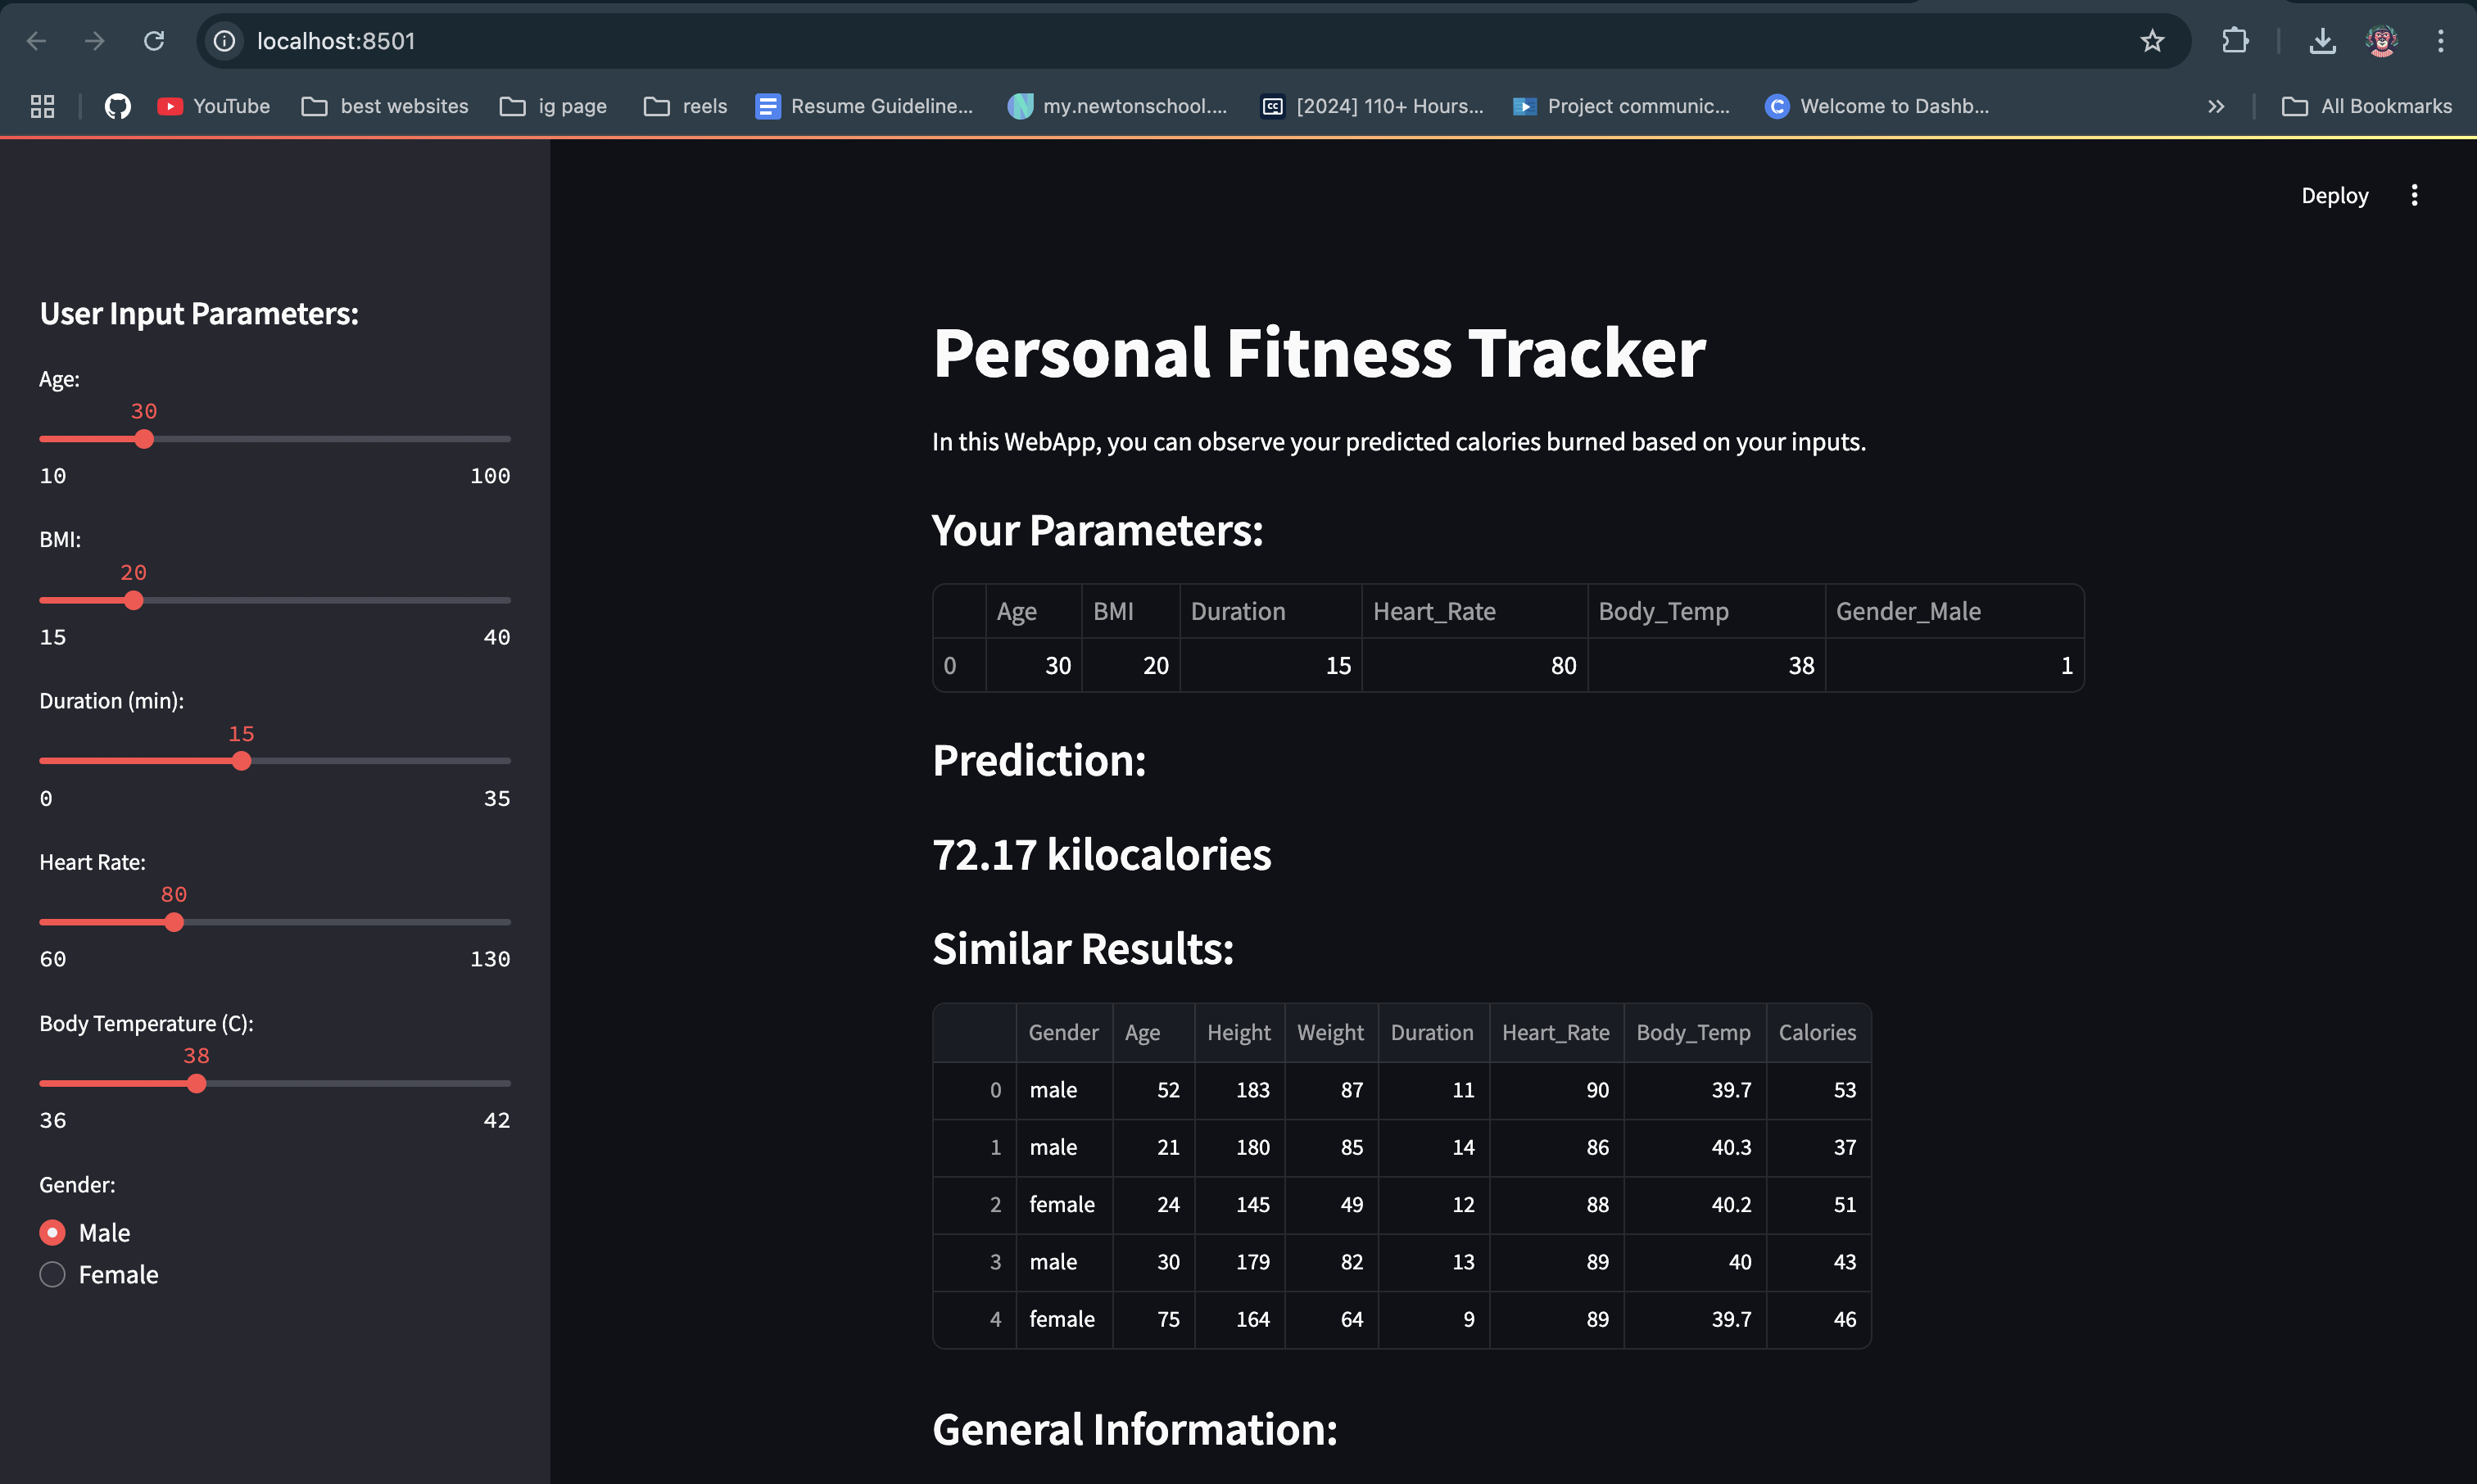 localhost:8501
YouTube best websites ig page reels Resume Guideline... my.newtonschool.... [2024] 110+ Hours... Project communic... Welcome to Dashb... All Bookmarks
Deploy
User Input Parameters:
Age:
30
10 100
BMI:
20
15 40
Duration (min):
15
0 35
Heart Rate:
80
60 130
Body Temperature (C):
38
36 42
Gender:
Male
Female
Personal Fitness Tracker
In this WebApp, you can observe your predicted calories burned based on your inputs.
Your Parameters:
Age BMI Duration Heart_Rate Body_Temp Gender_Male
0 30 20 15 80 38 1
Prediction:
72.17 kilocalories
Similar Results:
Gender Age Height Weight Duration Heart_Rate Body_Temp Calories
0 male 52 183 87 11 90 39.7 53
1 male 21 180 85 14 86 40.3 37
2 female 24 145 49 12 88 40.2 51
3 male 30 179 82 13 89 40 43
4 female 75 164 64 9 89 39.7 46
General Information: